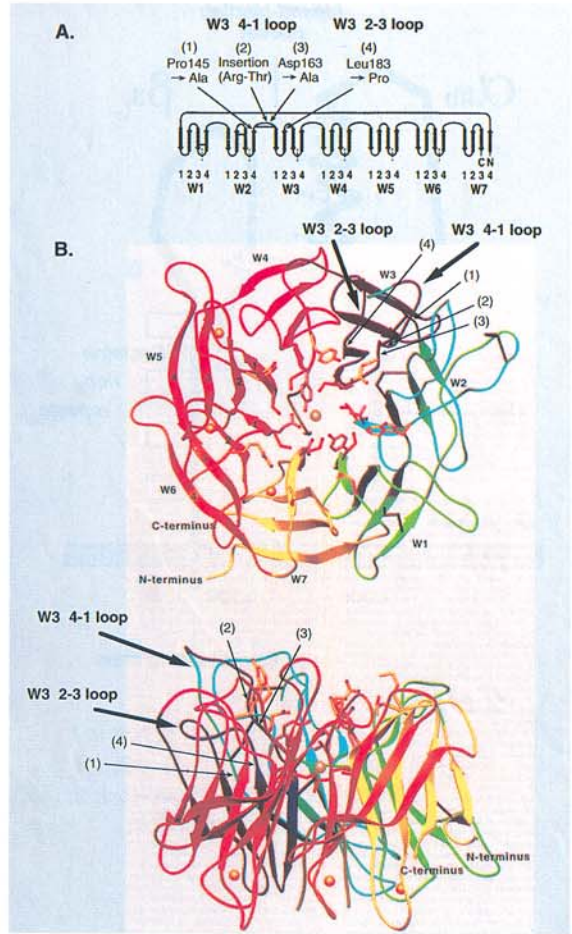 A.
W3 4-1 loop W3 2-3 loop
(1) (2) (3) (4)
Pro145 Insertion Asp163 Leu183
→ Ala (Arg-Thr) → Ala → Pro
C N
1 2 3 4 1 2 3 4 1 2 3 4 1 2 3 4 1 2 3 4 1 2 3 4 1 2 3 4
W1 W2 W3 W4 W5 W6 W7
B.
W3 2-3 loop W3 4-1 loop
(4)
W4 W3
(1)
(2)
(3)
W5
W2
W6
C-terminus
W1
N-terminus
W7
W3 4-1 loop
(2) (3)
W3 2-3 loop
(4)
(1)
N-terminus
C-terminus